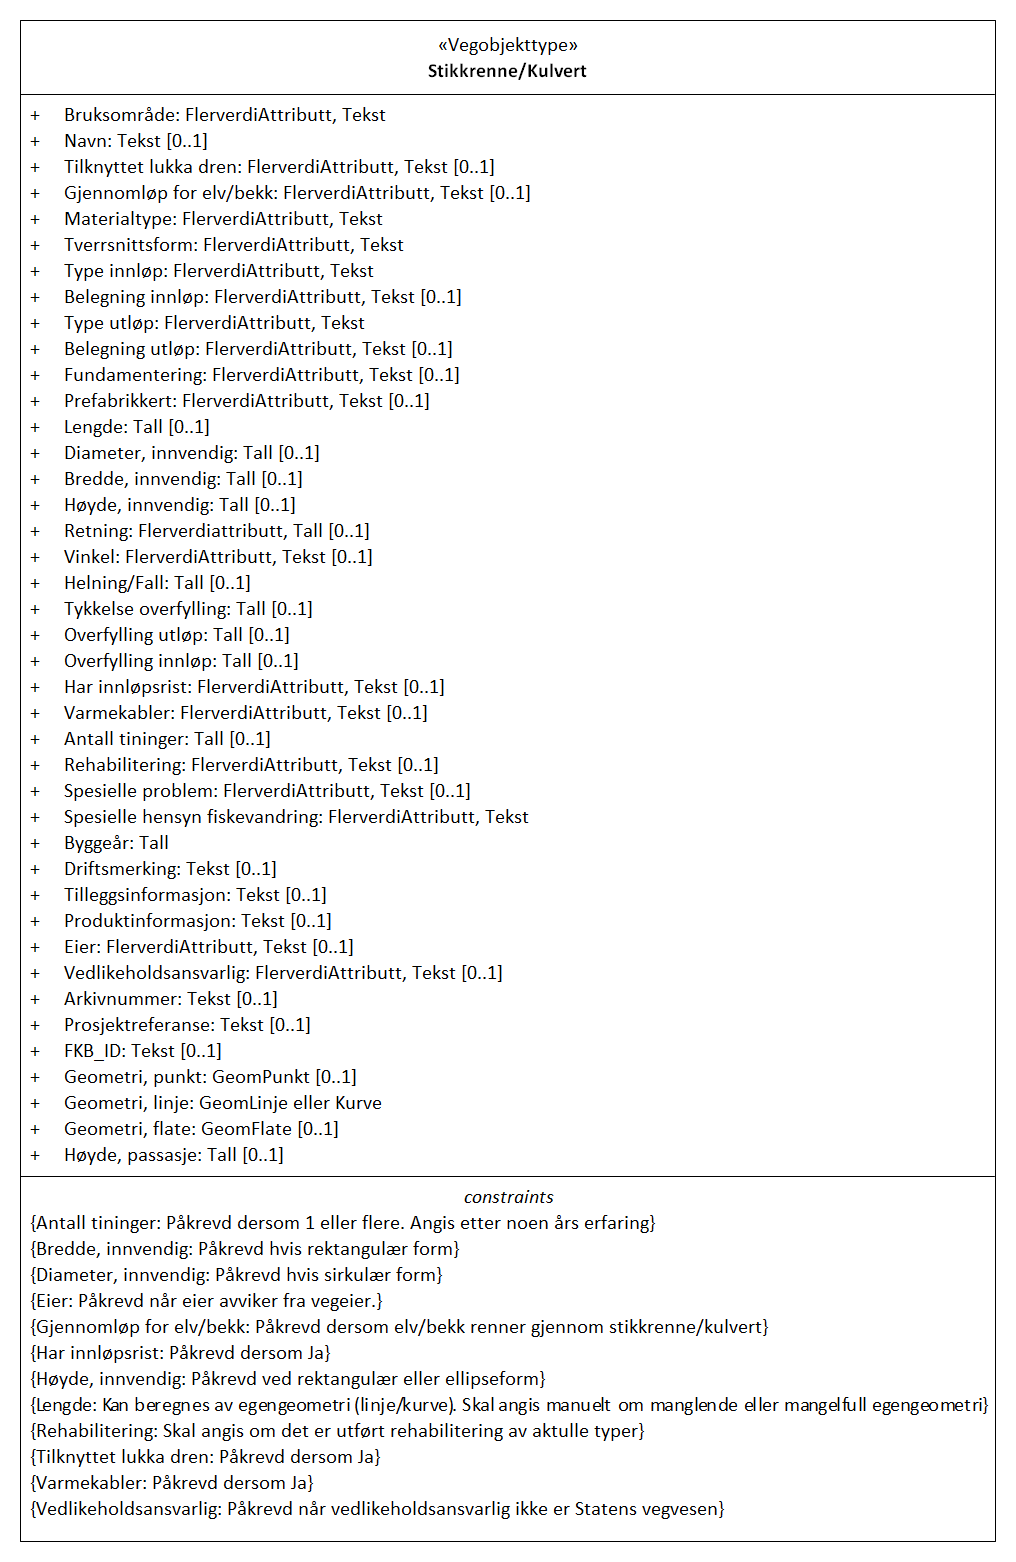 «Vegobjekttype»
Stikkrenne/Kulvert
+ Bruksområde: FlerverdiAttributt, Tekst
+ Navn: Tekst [0..1]
+ Tilknyttet lukka dren: FlerverdiAttributt, Tekst [0..1]
+ Gjennomløp for elv/bekk: FlerverdiAttributt, Tekst [0..1]
+ Materialtype: FlerverdiAttributt, Tekst
+ Tverrsnittsform: FlerverdiAttributt, Tekst
+ Type innløp: FlerverdiAttributt, Tekst
+ Belegning innløp: FlerverdiAttributt, Tekst [0..1]
+ Type utløp: FlerverdiAttributt, Tekst
+ Belegning utløp: FlerverdiAttributt, Tekst [0..1]
+ Fundamentering: FlerverdiAttributt, Tekst [0..1]
+ Prefabrikkert: FlerverdiAttributt, Tekst [0..1]
+ Lengde: Tall [0..1]
+ Diameter, innvendig: Tall [0..1]
+ Bredde, innvendig: Tall [0..1]
+ Høyde, innvendig: Tall [0..1]
+ Retning: Flerverdiattributt, Tall [0..1]
+ Vinkel: FlerverdiAttributt, Tekst [0..1]
+ Helning/Fall: Tall [0..1]
+ Tykkelse overfylling: Tall [0..1]
+ Overfylling utløp: Tall [0..1]
+ Overfylling innløp: Tall [0..1]
+ Har innløpsrist: FlerverdiAttributt, Tekst [0..1]
+ Varmekabler: FlerverdiAttributt, Tekst [0..1]
+ Antall tininger: Tall [0..1]
+ Rehabilitering: FlerverdiAttributt, Tekst [0..1]
+ Spesielle problem: FlerverdiAttributt, Tekst [0..1]
+ Spesielle hensyn fiskevandring: FlerverdiAttributt, Tekst
+ Byggeår: Tall
+ Driftsmerking: Tekst [0..1]
+ Tilleggsinformasjon: Tekst [0..1]
+ Produktinformasjon: Tekst [0..1]
+ Eier: FlerverdiAttributt, Tekst [0..1]
+ Vedlikeholdsansvarlig: FlerverdiAttributt, Tekst [0..1]
+ Arkivnummer: Tekst [0..1]
+ Prosjektreferanse: Tekst [0..1]
+ FKB_ID: Tekst [0..1]
+ Geometri, punkt: GeomPunkt [0..1]
+ Geometri, linje: GeomLinje eller Kurve
+ Geometri, flate: GeomFlate [0..1]
+ Høyde, passasje: Tall [0..1]
constraints
{Antall tininger: Påkrevd dersom 1 eller flere. Angis etter noen års erfaring}
{Bredde, innvendig: Påkrevd hvis rektangulær form}
{Diameter, innvendig: Påkrevd hvis sirkulær form}
{Eier: Påkrevd når eier avviker fra vegeier.}
{Gjennomløp for elv/bekk: Påkrevd dersom elv/bekk renner gjennom stikkrenne/kulvert}
{Har innløpsrist: Påkrevd dersom Ja}
{Høyde, innvendig: Påkrevd ved rektangulær eller ellipseform}
{Lengde: Kan beregnes av egengeometri (linje/kurve). Skal angis manuelt om manglende eller mangelfull egengeometri}
{Rehabilitering: Skal angis om det er utført rehabilitering av aktulle typer}
{Tilknyttet lukka dren: Påkrevd dersom Ja}
{Varmekabler: Påkrevd dersom Ja}
{Vedlikeholdsansvarlig: Påkrevd når vedlikeholdsansvarlig ikke er Statens vegvesen}